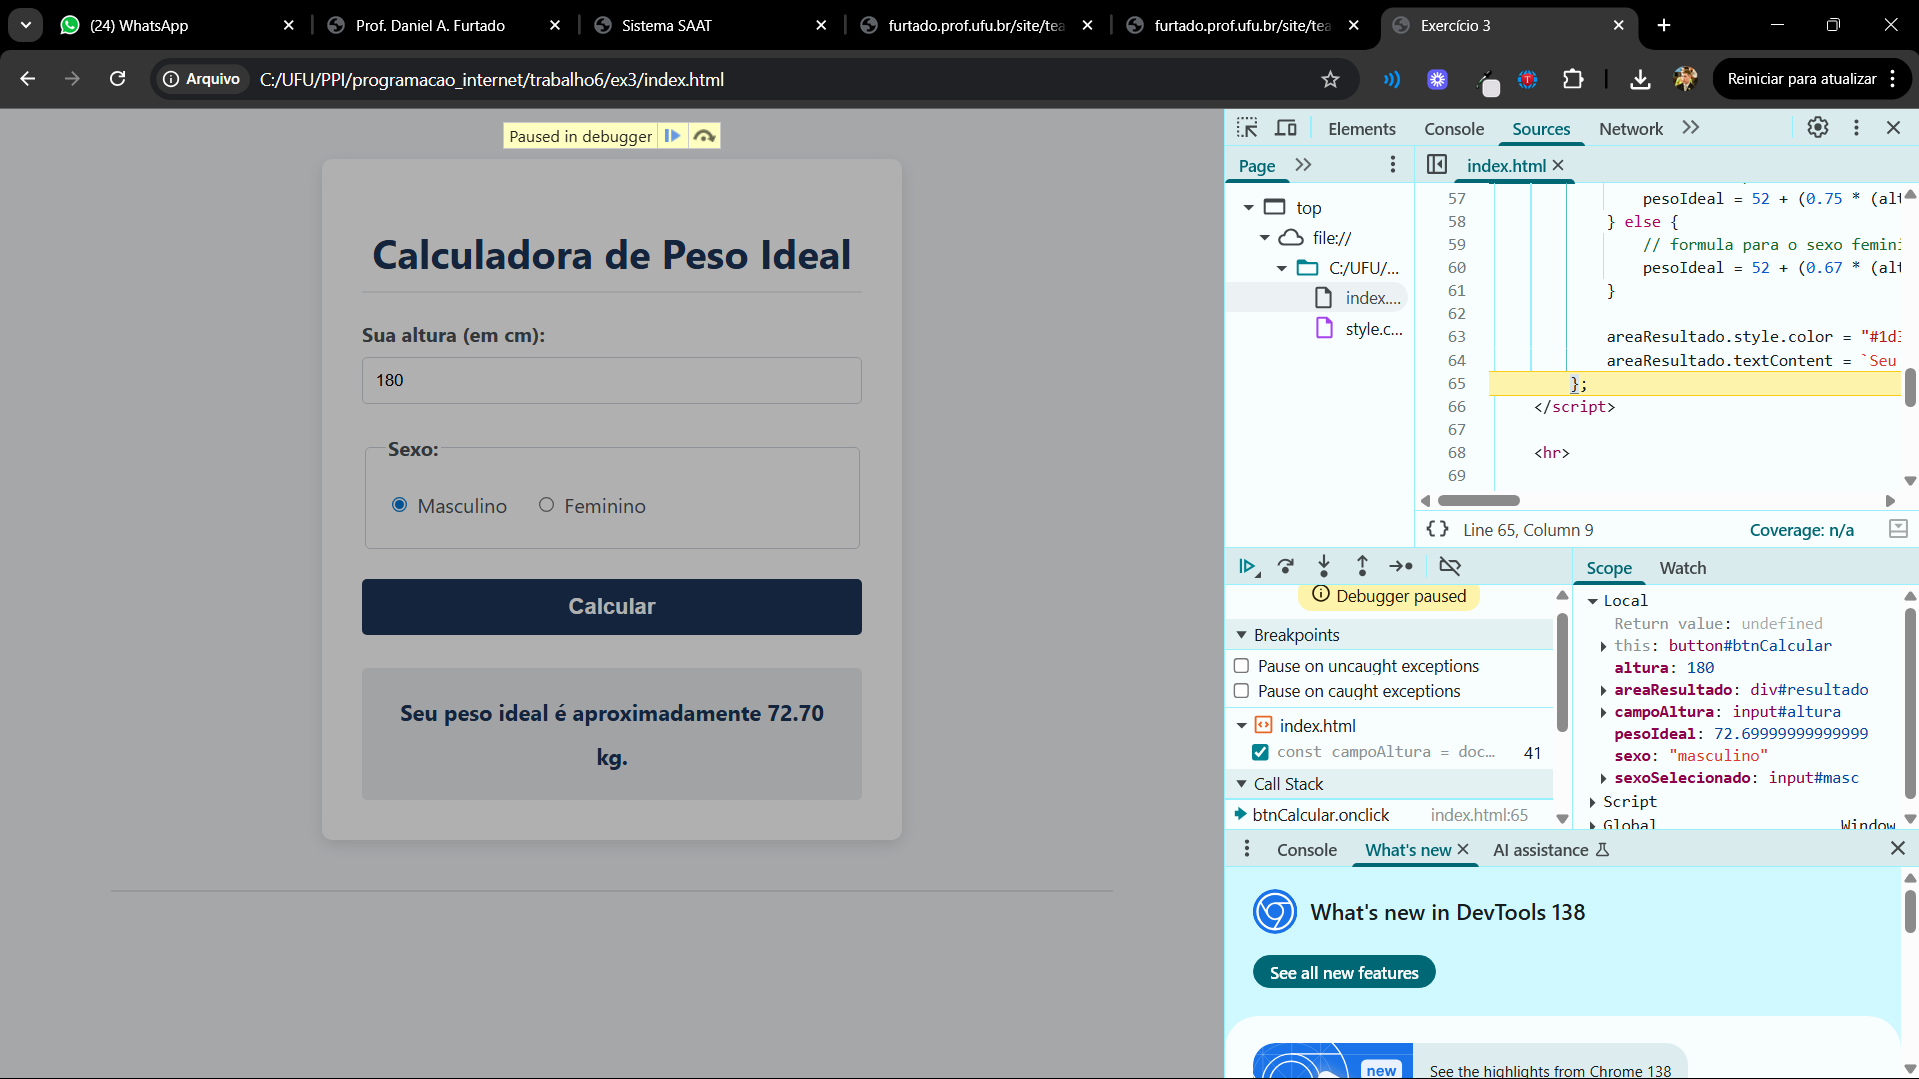 (24) WhatsApp
Prof. Daniel A. Furtado
Sistema SAAT
furtado.prof.ufu.br/site/tea
furtado.prof.ufu.br/site/tea
Exercício 3
Arquivo
C:/UFU/PPI/programacao_internet/trabalho6/ex3/index.html
Reiniciar para atualizar
Paused in debugger
Calculadora de Peso Ideal
Sua altura (em cm):
180
Sexo:
Masculino
Feminino
Calcular
Seu peso ideal é aproximadamente 72.70
kg.
Elements
Console
Sources
Network
Page
index.html
top
file://
C:/UFU/...
index....
style.c...
57 pesoIdeal = 52 + (0.75 * (alt
58 } else {
59 // formula para o sexo femini
60 pesoIdeal = 52 + (0.67 * (alt
61 }
62
63 areaResultado.style.color = "#1d3
64 areaResultado.textContent = `Seu
65 };
66 </script>
67
68 <hr>
69
{ } Line 65, Column 9
Coverage: n/a
Debugger paused
Breakpoints
Pause on uncaught exceptions
Pause on caught exceptions
index.html
const campoAltura = doc... 41
Call Stack
btnCalcular.onclick index.html:65
Scope
Watch
Local
Return value: undefined
this: button#btnCalcular
altura: 180
areaResultado: div#resultado
campoAltura: input#altura
pesoIdeal: 72.69999999999999
sexo: "masculino"
sexoSelecionado: input#masc
Script
Global Window
Console
What's new
AI assistance
What's new in DevTools 138
See all new features
new
See the highlights from Chrome 138